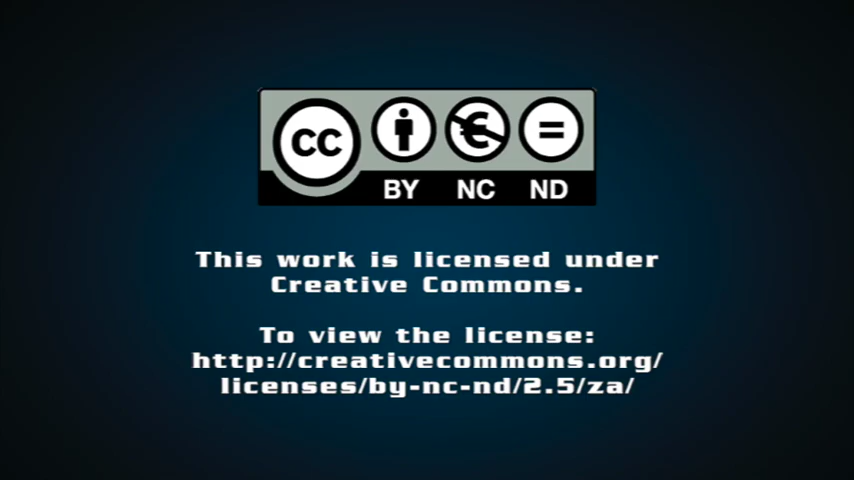 CC
BY NC ND
This work is licensed under
Creative Commons.
To view the license:
http://creativecommons.org/
licenses/by-nc-nd/2.5/za/